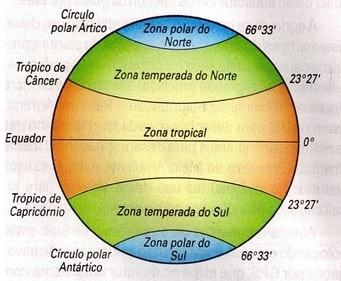 Círculo
polar Ártico
Zona polar do
Norte
66°33'
Trópico de
Câncer
Zona temperada do Norte
23°27'
Equador
Zona tropical
0°
Trópico de
Capricórnio
Zona temperada do Sul
23°27'
Círculo polar
Antártico
Zona polar do
Sul
66°33'